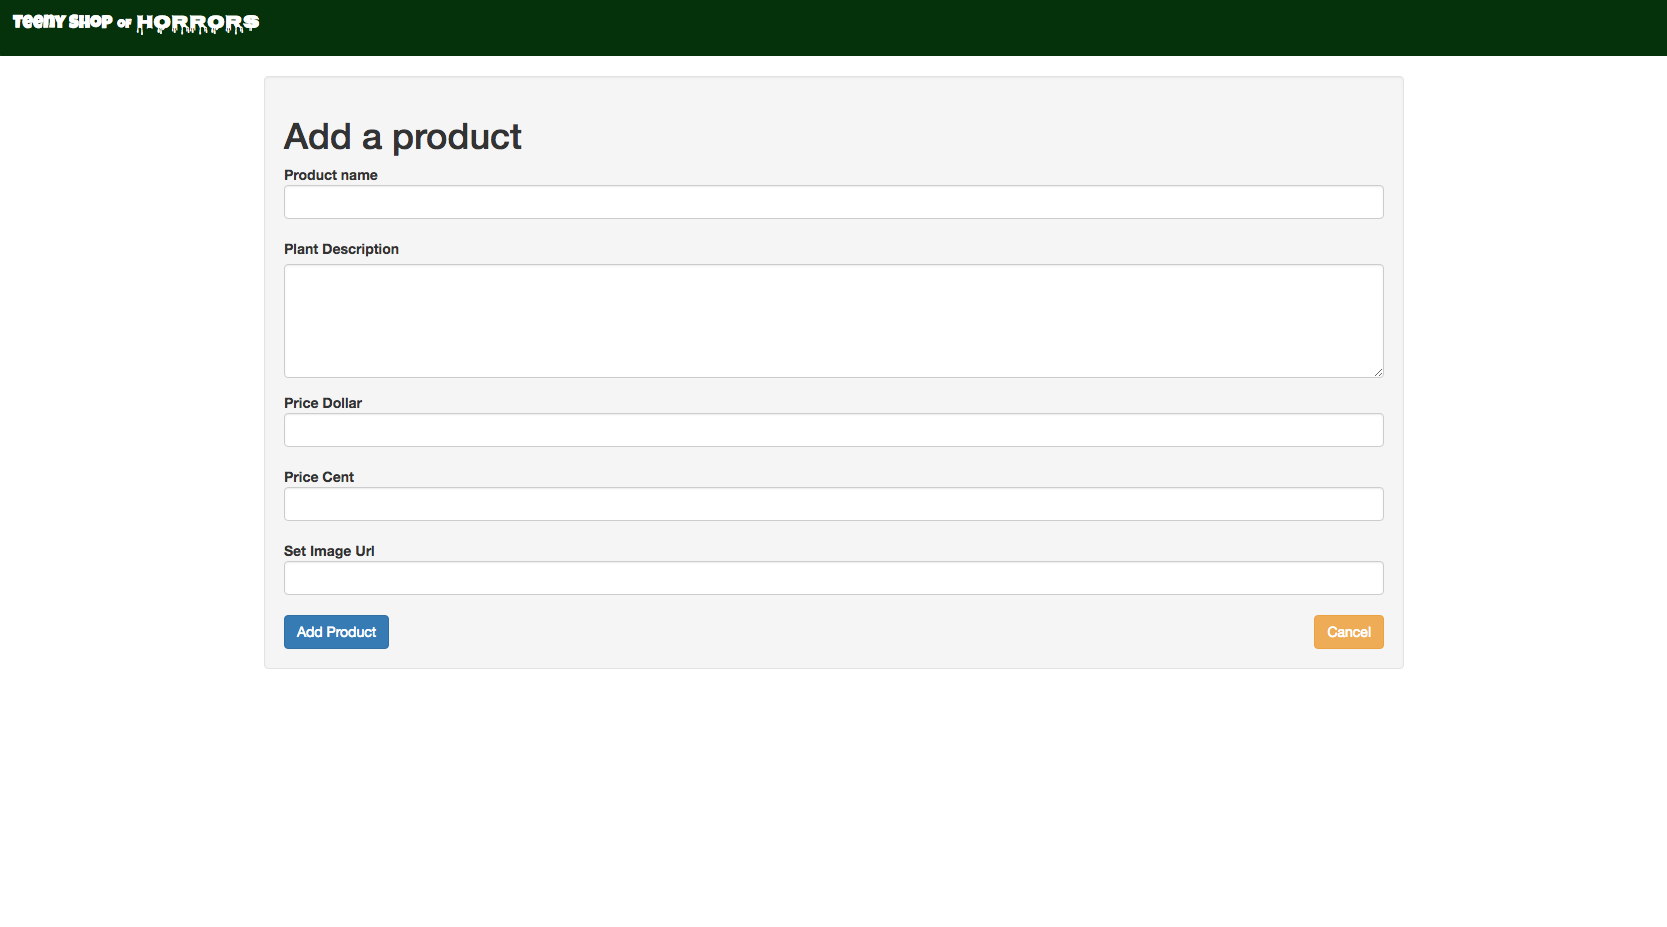 TEENY SHOP OF HORRORS
Add a product
Product name
Plant Description
Price Dollar
Price Cent
Set Image Url
Add Product
Cancel